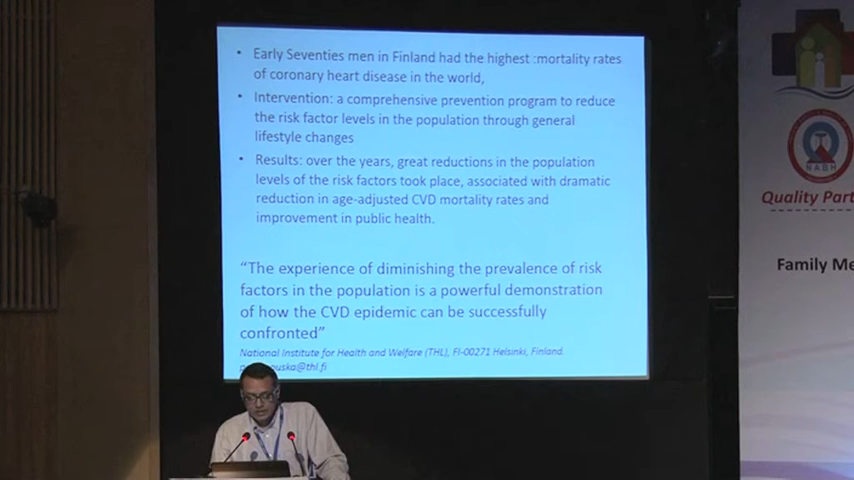 • Early Seventies men in Finland had the highest :mortality rates
of coronary heart disease in the world,
• Intervention: a comprehensive prevention program to reduce
the risk factor levels in the population through general
lifestyle changes
• Results: over the years, great reductions in the population
levels of the risk factors took place, associated with dramatic
reduction in age-adjusted CVD mortality rates and
improvement in public health.
“The experience of diminishing the prevalence of risk
factors in the population is a powerful demonstration
of how the CVD epidemic can be successfully
confronted”
National Institute for Health and Welfare (THL), FI-00271 Helsinki, Finland.
NABH
Quality Part
Family Me